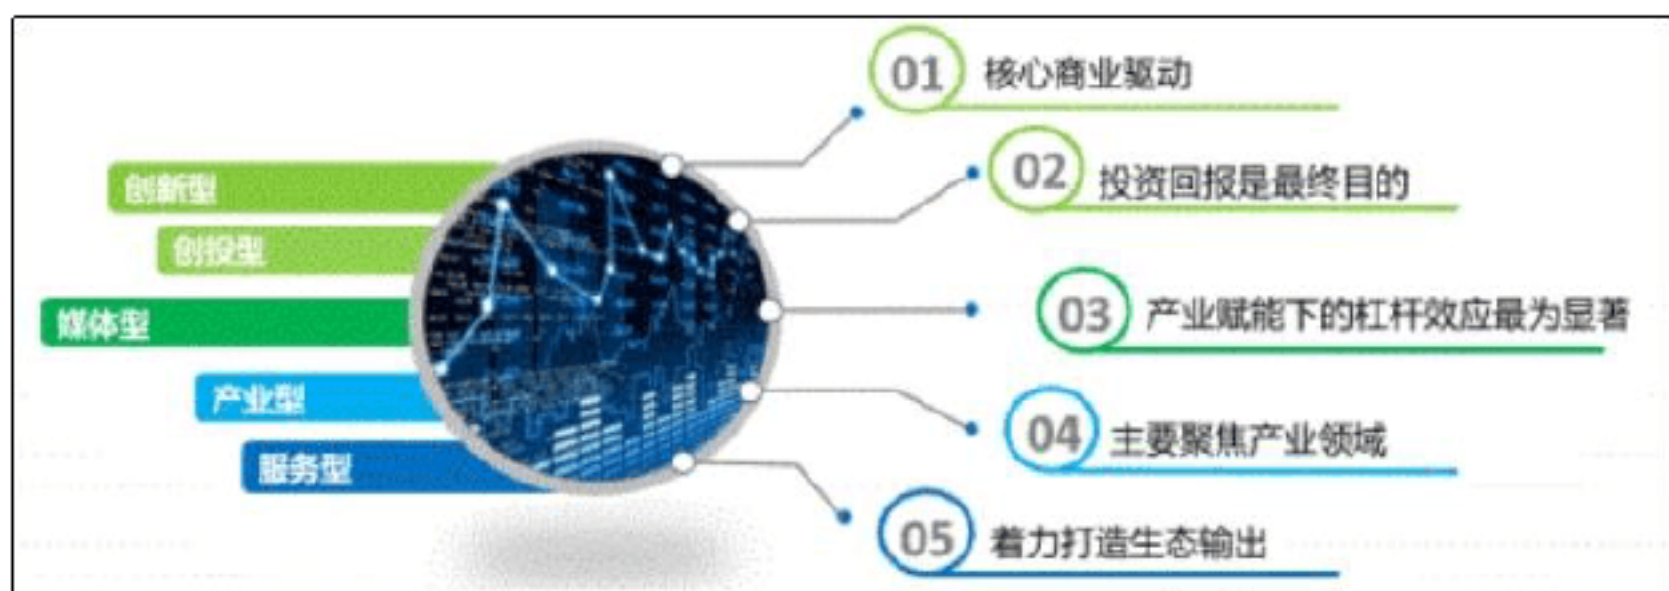 创新型
创投型
媒体型
产业型
服务型
01 核心商业驱动
02 投资回报是最终目的
03 产业赋能下的杠杆效应最为显著
04 主要聚焦产业领域
05 着力打造生态输出